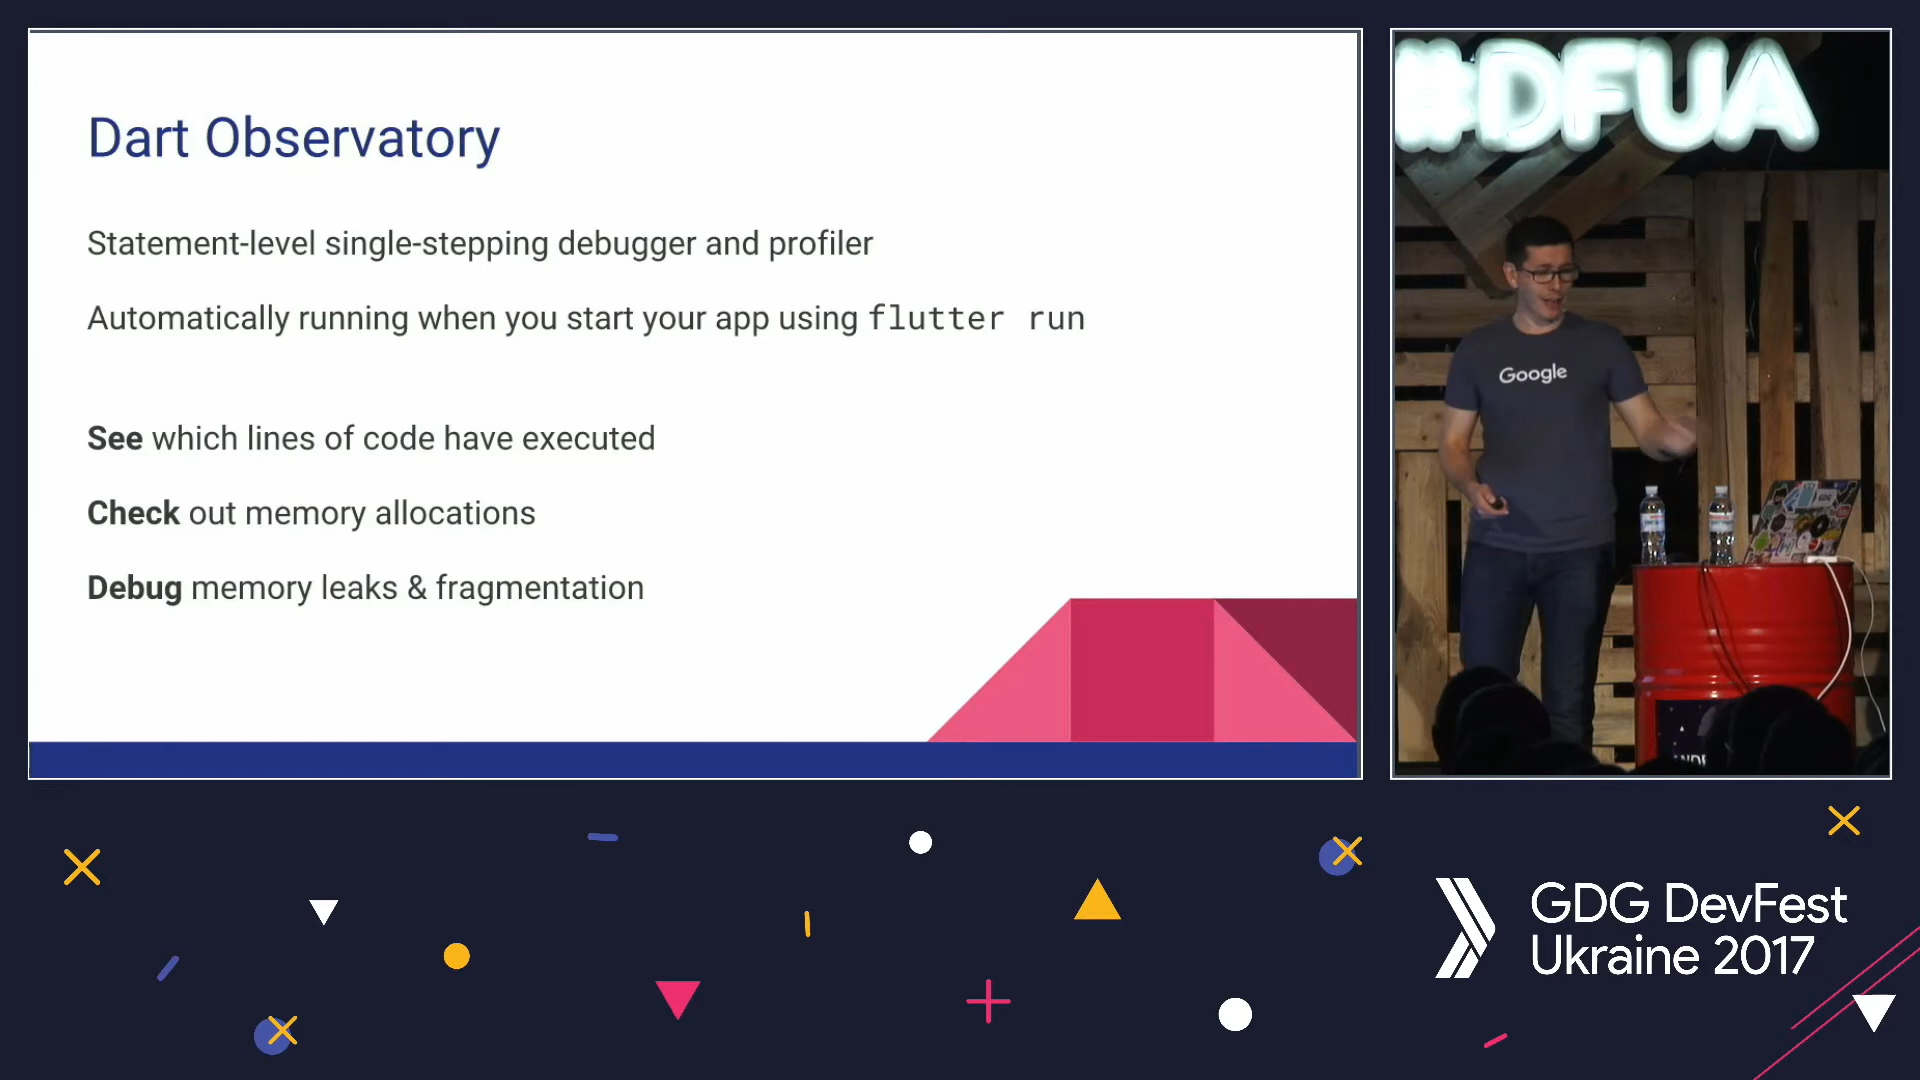 Dart Observatory
Statement-level single-stepping debugger and profiler
Automatically running when you start your app using flutter run
See which lines of code have executed
Check out memory allocations
Debug memory leaks & fragmentation
#DFUA
Google
GDG DevFest
Ukraine 2017